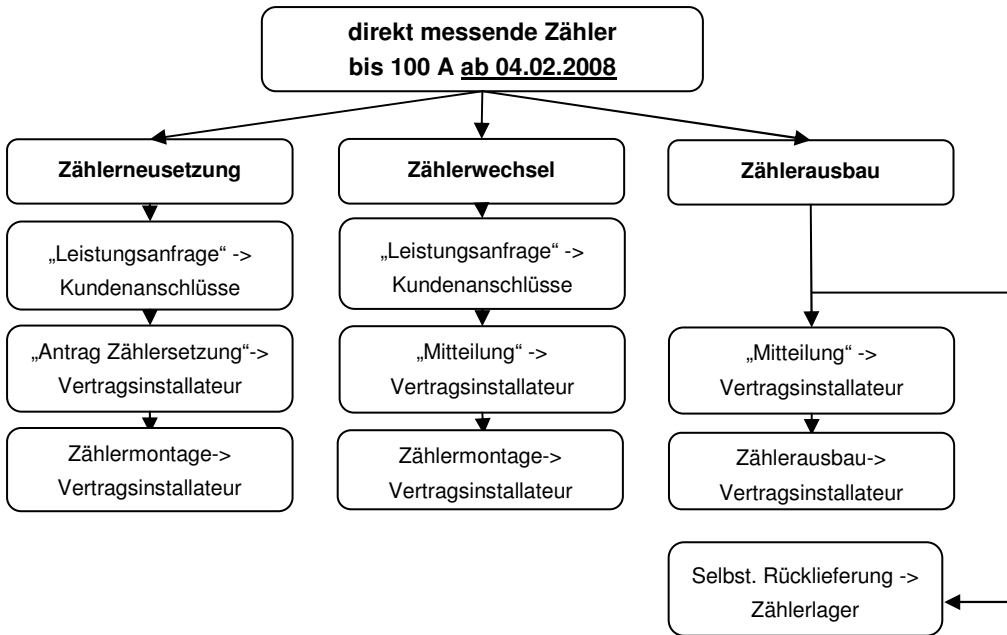 direkt messende Zähler
bis 100 A ab 04.02.2008
Zählerneusetzung
„Leistungsanfrage“ ->
Kundenanschlüsse
„Antrag Zählersetzung“->
Vertragsinstallateur
Zählermontage->
Vertragsinstallateur
Zählerwechsel
„Leistungsanfrage“ ->
Kundenanschlüsse
„Mitteilung“ ->
Vertragsinstallateur
Zählermontage->
Vertragsinstallateur
Zählerausbau
„Mitteilung“ ->
Vertragsinstallateur
Zählerausbau->
Vertragsinstallateur
Selbst. Rücklieferung ->
Zählerlager